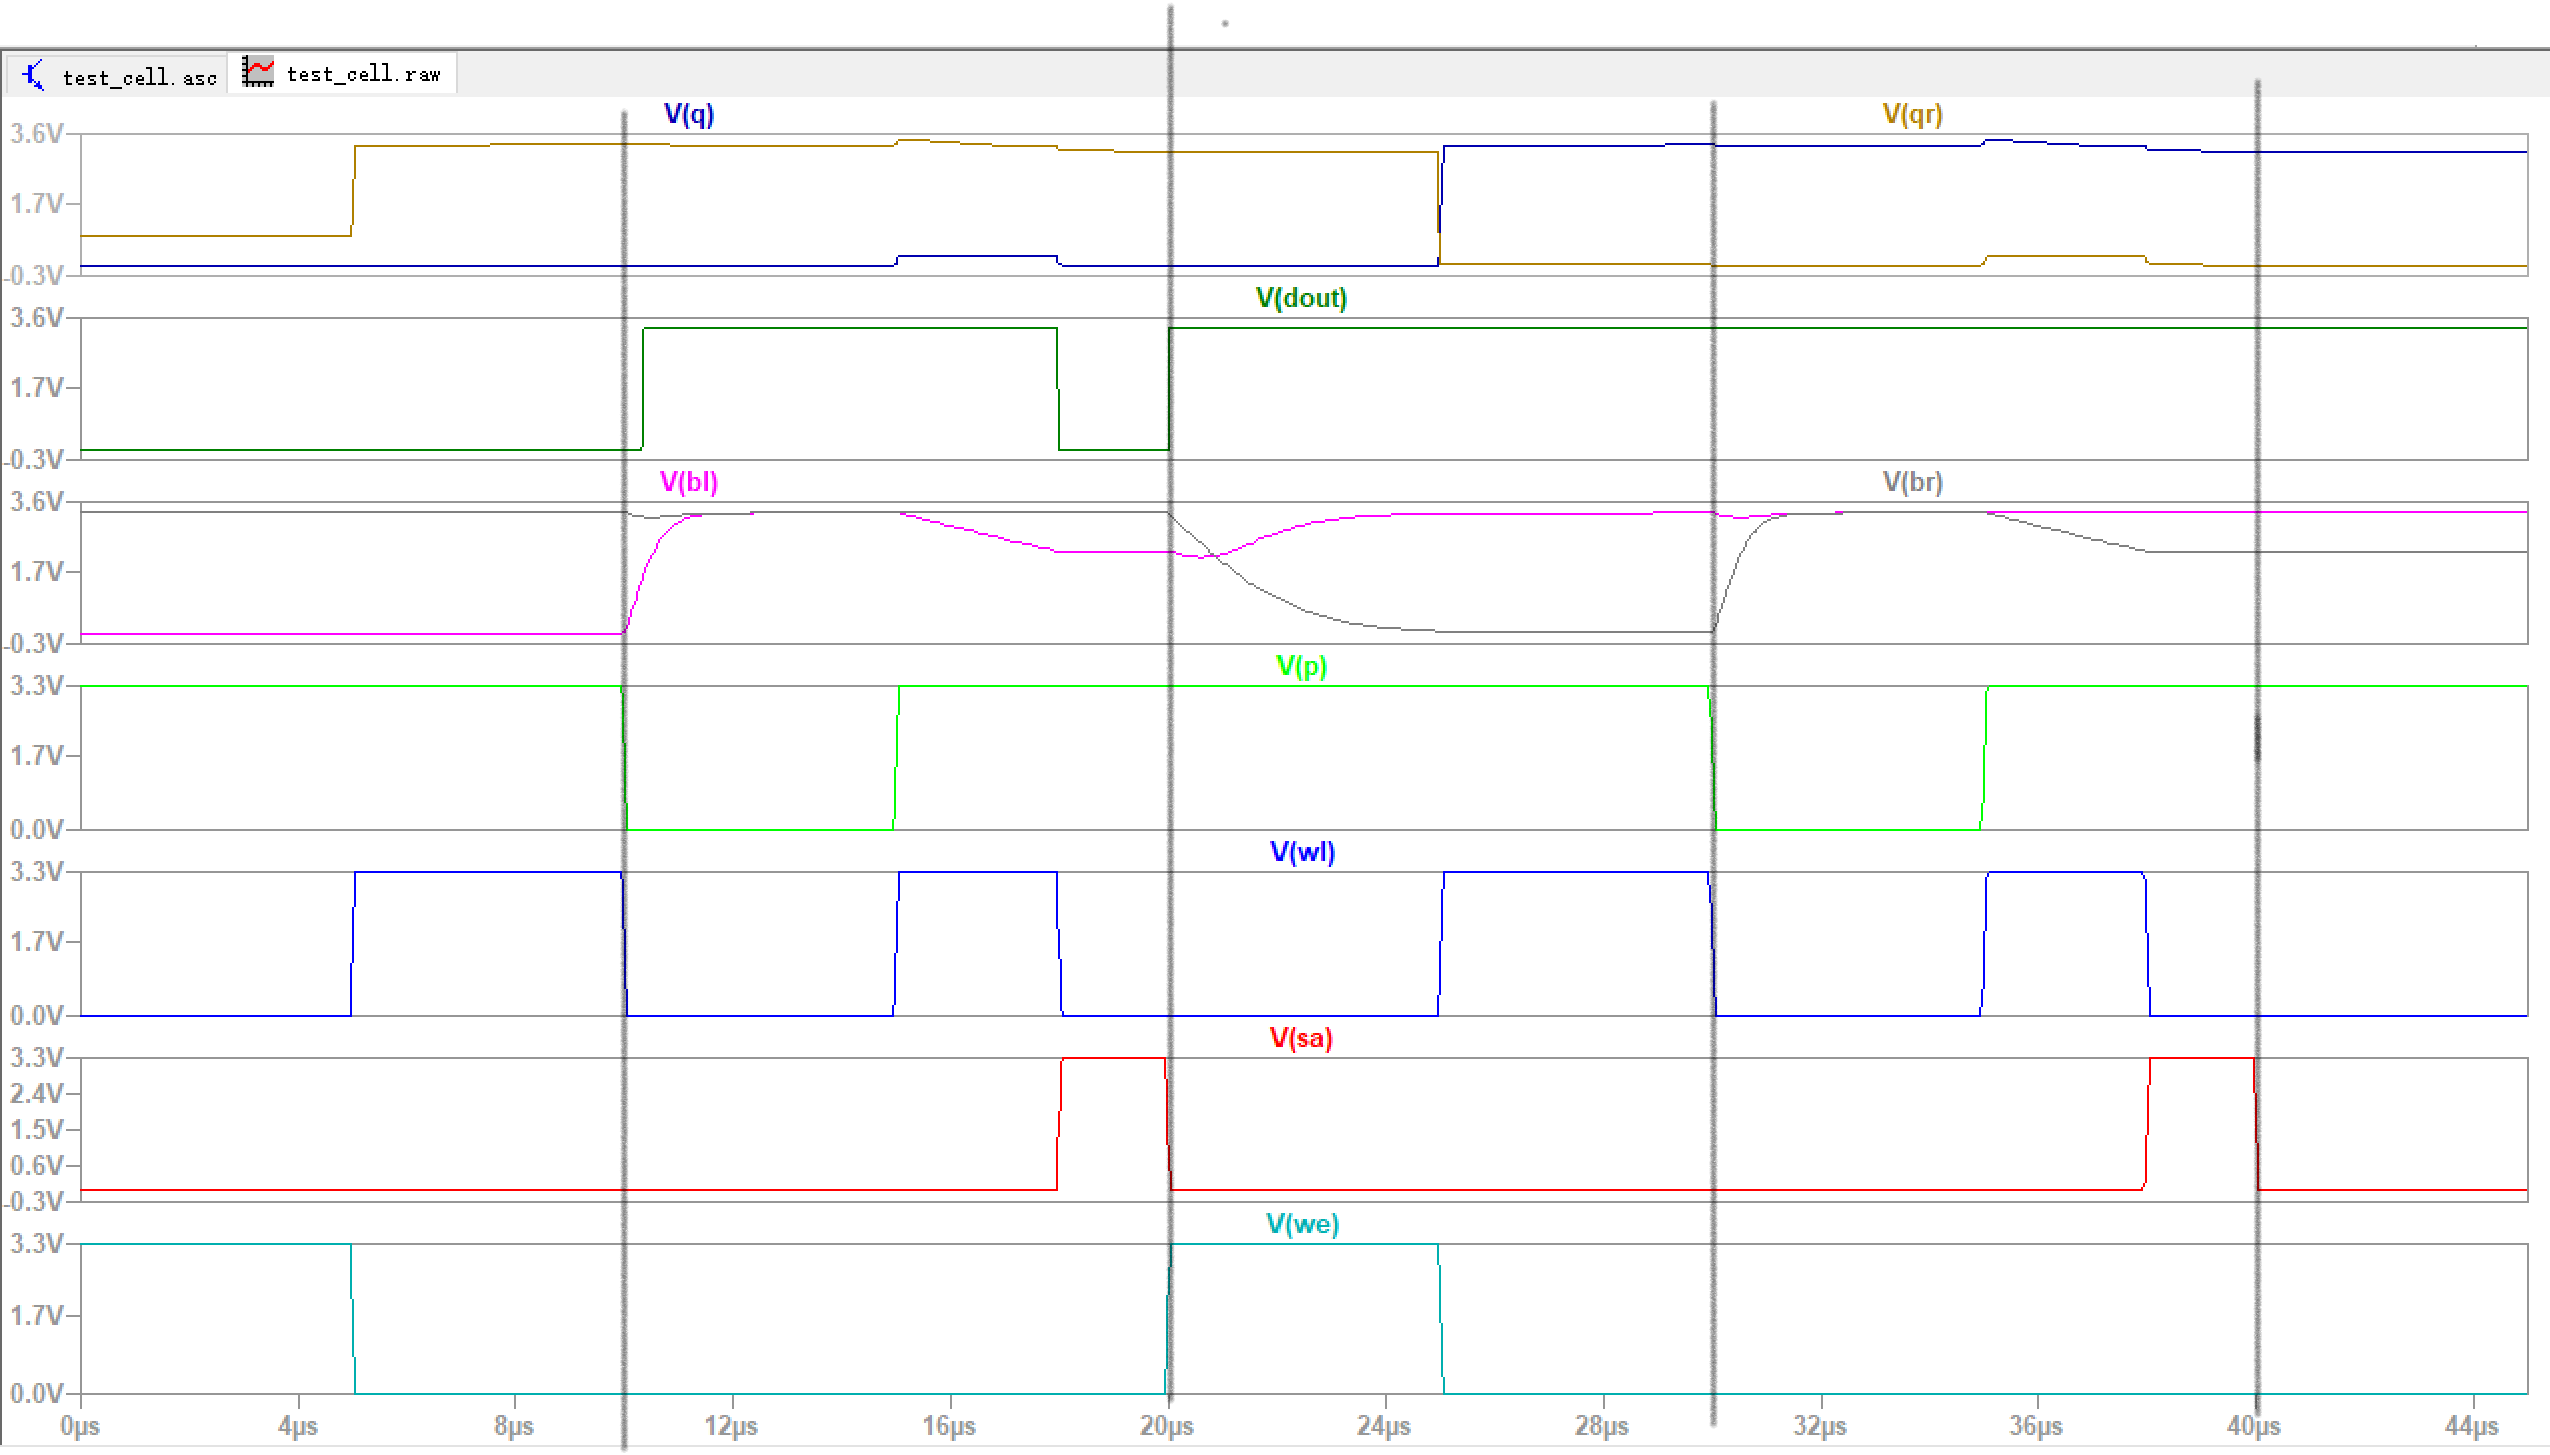 test_cell.asc test_cell.raw
V(q) V(qr)
3.6V
1.7V
-0.3V
V(dout)
3.6V
1.7V
-0.3V
V(bl) V(br)
3.6V
1.7V
-0.3V
V(p)
3.3V
1.7V
0.0V
V(wl)
3.3V
1.7V
0.0V
V(sa)
3.3V
2.4V
1.5V
0.6V
-0.3V
V(we)
3.3V
1.7V
0.0V
0µs 4µs 8µs 12µs 16µs 20µs 24µs 28µs 32µs 36µs 40µs 44µs